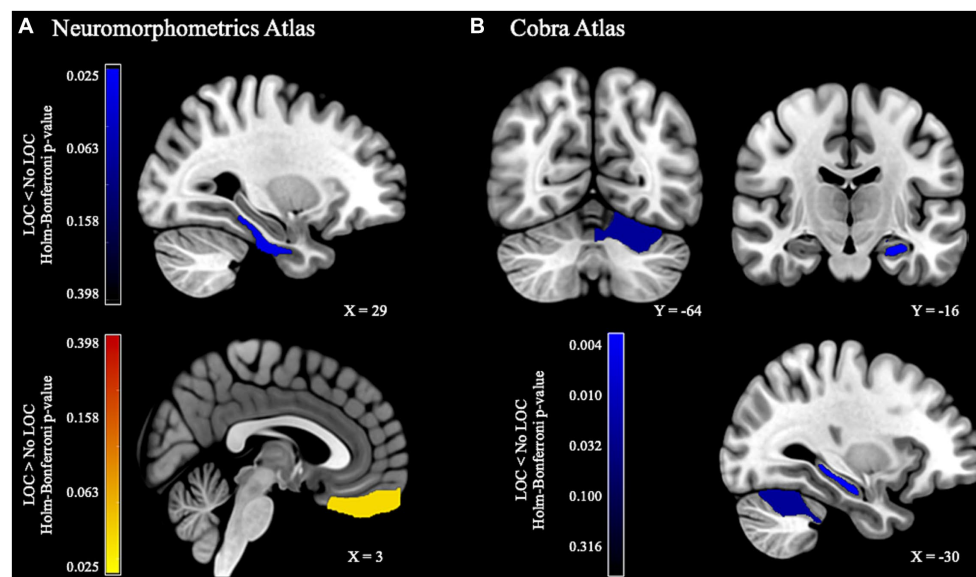 A Neuromorphometrics Atlas
B Cobra Atlas
0.025
0.063
0.158
0.398
LOC < No LOC
Holm-Bonferroni p-value
X = 29
Y = -64
Y = -16
0.398
0.158
0.063
0.025
LOC > No LOC
Holm-Bonferroni p-value
X = 3
0.004
0.010
0.032
0.100
0.316
LOC < No LOC
Holm-Bonferroni p-value
X = -30